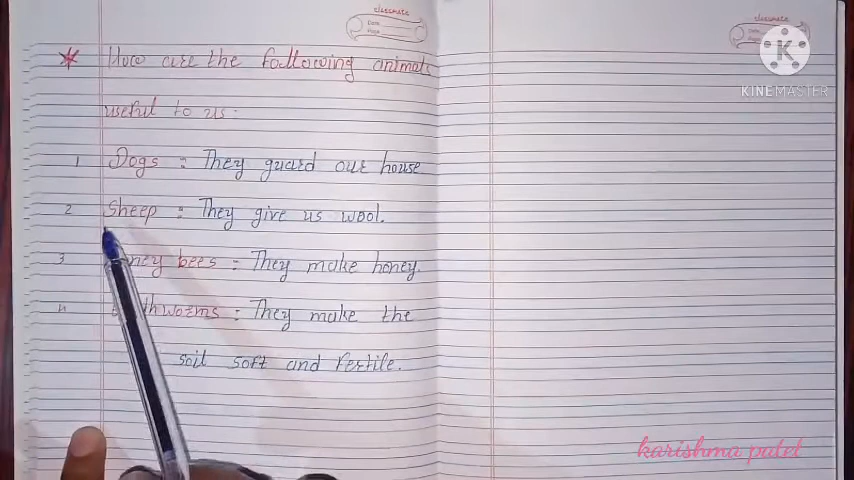 classmate
Date
Page
classmate
* How are the following animals
useful to us.
1 Dogs : They guard our house
2 Sheep : They give us wool.
3 bees : They make honey.
4 : They make the
soil soft and fertile.
K
KINEMASTER
karishma patel